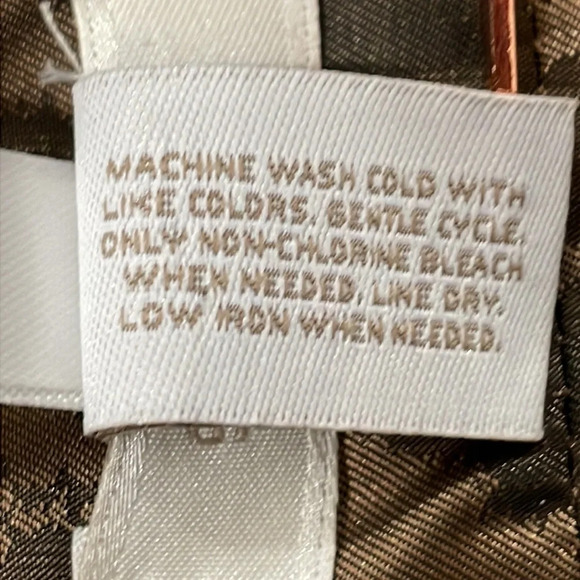 MACHINE WASH COLD WITH
LIKE COLORS. GENTLE CYCLE.
ONLY NON-CHLORINE BLEACH
WHEN NEEDED. LINE DRY.
LOW IRON WHEN NEEDED.